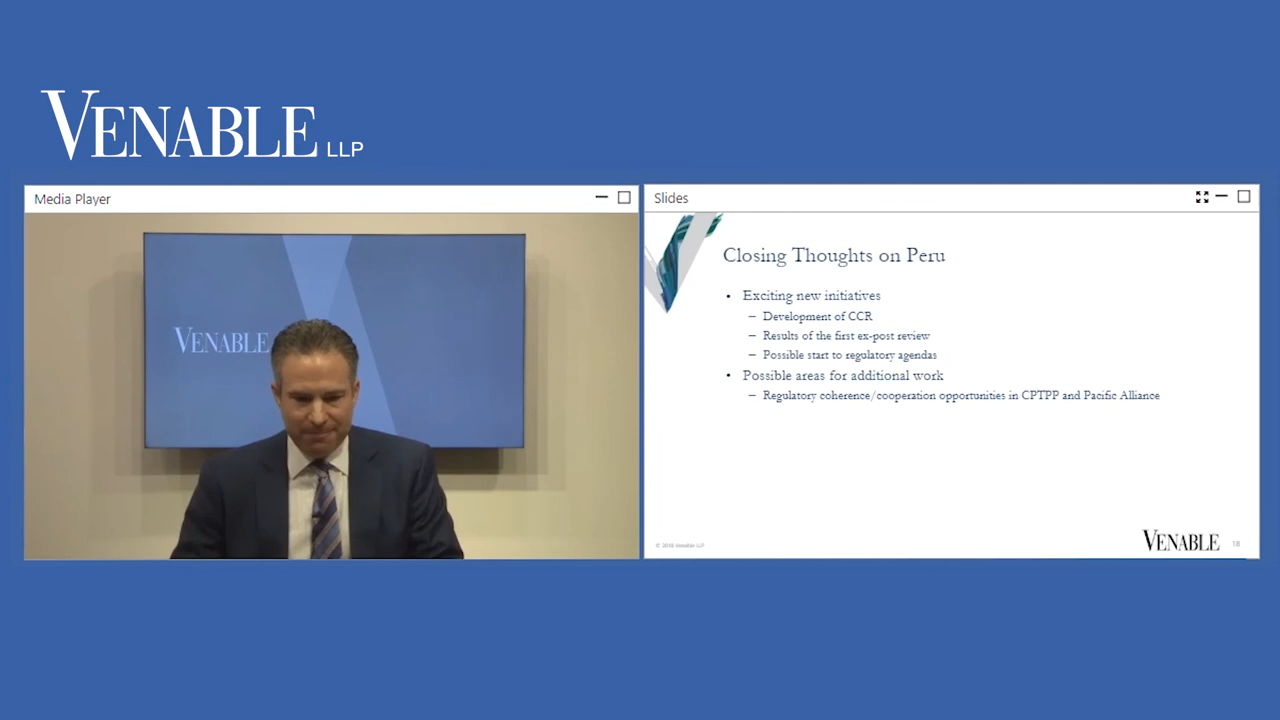 VENABLE LLP
Media Player
VENABLE
Slides
Closing Thoughts on Peru
• Exciting new initiatives
– Development of CCR
– Results of the first ex-post review
– Possible start to regulatory agendas
• Possible areas for additional work
– Regulatory coherence/cooperation opportunities in CPTPP and Pacific Alliance
© 2018 Venable LLP
VENABLE 18